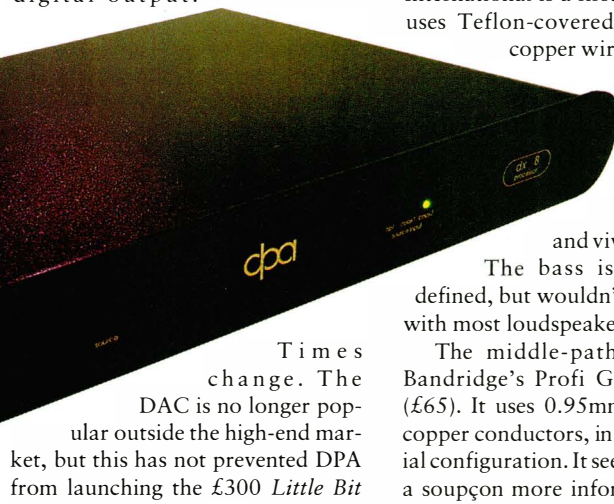 digital output.
Times
change. The
DAC is no longer pop-
ular outside the high-end mar-
ket, but this has not prevented DPA
from launching the £300 Little Bit
uses Teflon-covered
copper wir
and viv
The bass is
defined, but wouldn'
with most loudspeake
The middle-path
Bandridge's Profi G
(£65). It uses 0.95mm
copper conductors, in
ial configuration. It see
a soupçon more infor
dpa
dx 8
processor
source